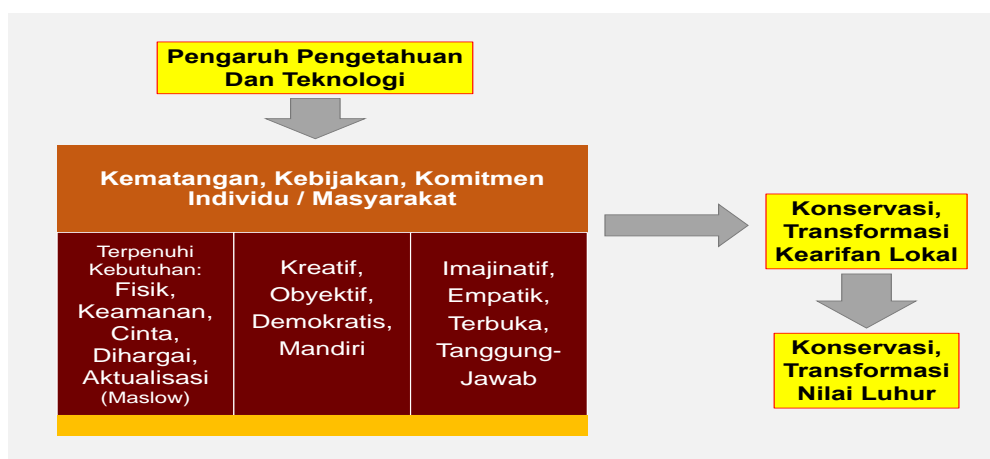 Pengaruh Pengetahuan
Dan Teknologi
Kematangan, Kebijakan, Komitmen
Individu / Masyarakat
Terpenuhi
Kebutuhan:
Fisik,
Keamanan,
Cinta,
Dihargai,
Aktualisasi
(Maslow)
Kreatif,
Obyektif,
Demokratis,
Mandiri
Imajinatif,
Empatik,
Terbuka,
Tanggung-
Jawab
Konservasi,
Transformasi
Kearifan Lokal
Konservasi,
Transformasi
Nilai Luhur